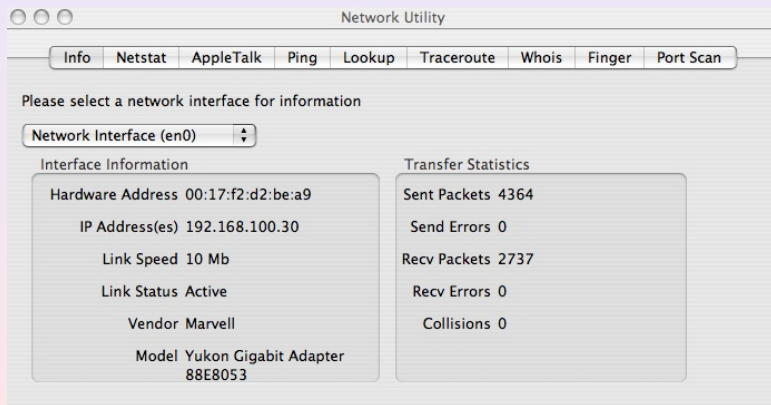 Network Utility
Info Netstat AppleTalk Ping Lookup Traceroute Whois Finger Port Scan
Please select a network interface for information
Network Interface (en0)
Interface Information
Hardware Address 00:17:f2:d2:be:a9
IP Address(es) 192.168.100.30
Link Speed 10 Mb
Link Status Active
Vendor Marvell
Model Yukon Gigabit Adapter
88E8053
Transfer Statistics
Sent Packets 4364
Send Errors 0
Recv Packets 2737
Recv Errors 0
Collisions 0